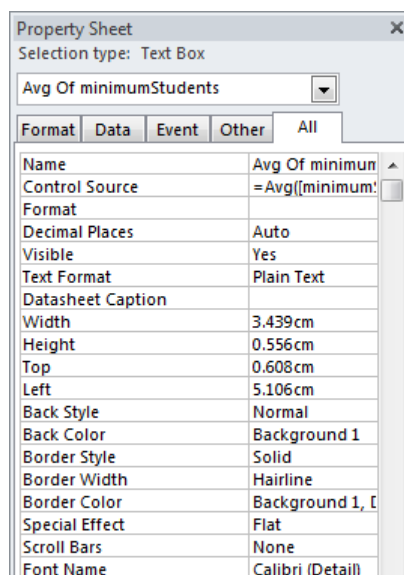 Property Sheet
Selection type: Text Box
Avg Of minimumStudents
Format Data Event Other All
Name Avg Of minimum
Control Source =Avg([minimum
Format
Decimal Places Auto
Visible Yes
Text Format Plain Text
Datasheet Caption
Width 3.439cm
Height 0.556cm
Top 0.608cm
Left 5.106cm
Back Style Normal
Back Color Background 1
Border Style Solid
Border Width Hairline
Border Color Background 1,
Special Effect Flat
Scroll Bars None
Font Name Calibri (Detail)